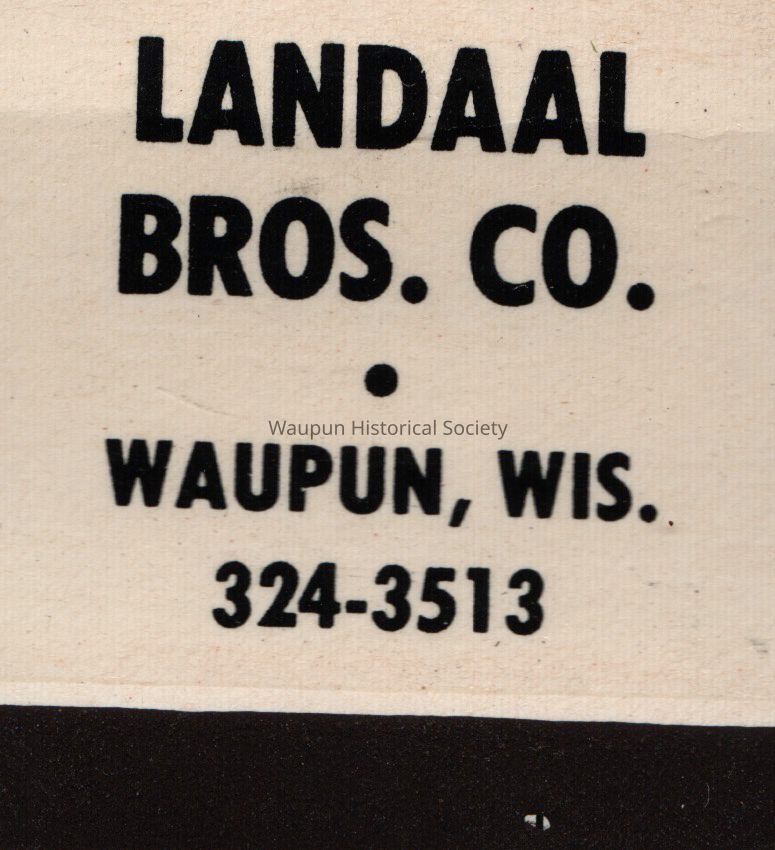 LANDAAL
BROS. CO.
•
Waupun Historical Society
WAUPUN, WIS.
324-3513